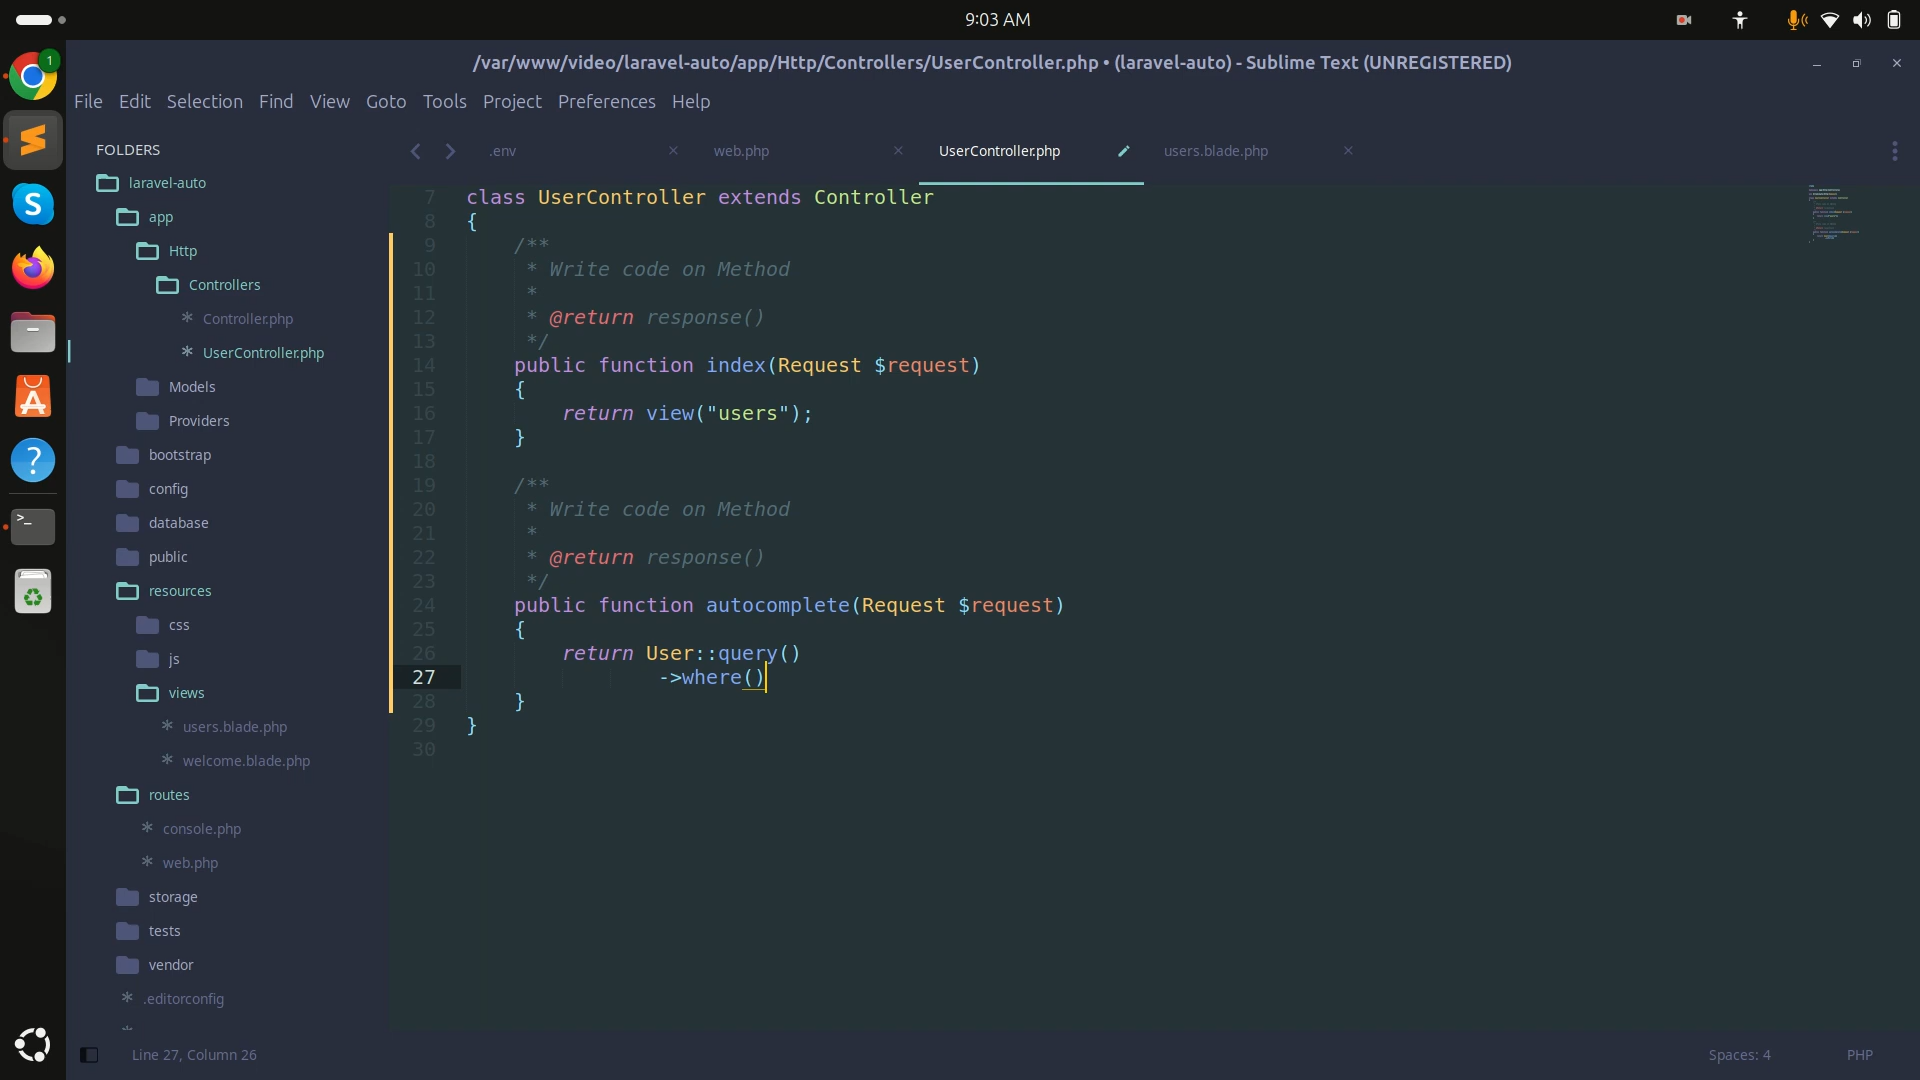 9:03 AM
1
/var/www/video/laravel-auto/app/Http/Controllers/UserController.php • (laravel-auto) - Sublime Text (UNREGISTERED)
File Edit Selection Find View Goto Tools Project Preferences Help
FOLDERS
laravel-auto
app
Http
Controllers
Controller.php
UserController.php
Models
Providers
bootstrap
config
database
public
resources
css
js
views
users.blade.php
welcome.blade.php
routes
console.php
web.php
storage
tests
vendor
.editorconfig
.env web.php UserController.php users.blade.php
7 class UserController extends Controller
8 {
9 /**
10 * Write code on Method
11 *
12 * @return response()
13 */
14 public function index(Request $request)
15 {
16 return view("users");
17 }
18
19 /**
20 * Write code on Method
21 *
22 * @return response()
23 */
24 public function autocomplete(Request $request)
25 {
26 return User::query()
27 ->where()
28 }
29 }
30
Line 27, Column 26 Spaces: 4 PHP